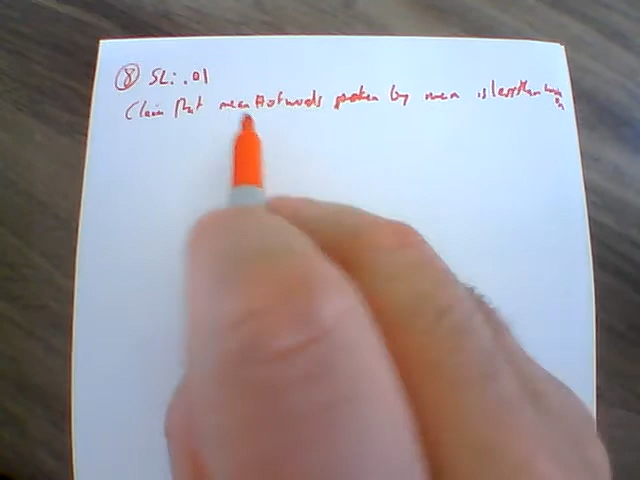 ⑧ SL: .01
Claim that mean # of words spoken by men is less than